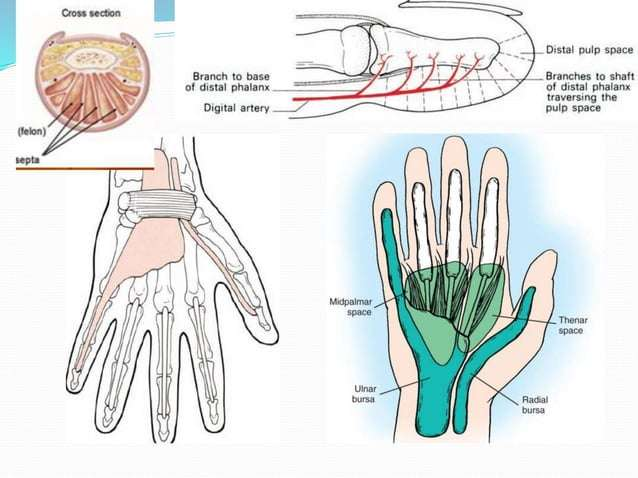 Cross section
(felon)
septa
Branch to base
of distal phalanx
Digital artery
Distal pulp space
Branches to shaft
of distal phalanx
traversing the
pulp space
Midpalmar
space
Thenar
space
Ulnar
bursa
Radial
bursa